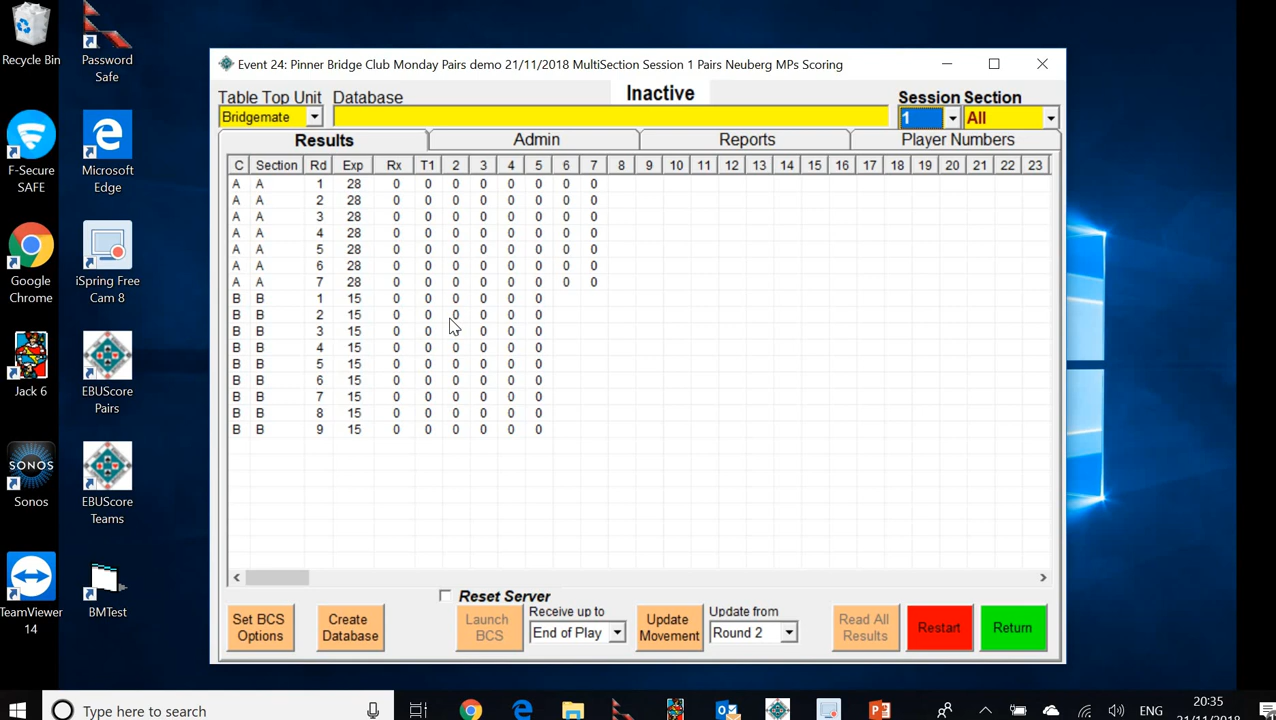 Recycle Bin
Password
Safe
F-Secure
SAFE
Microsoft
Edge
Google
Chrome
iSpring Free
Cam 8
Jack 6
EBUScore
Pairs
SONOS
Sonos
EBUScore
Teams
TeamViewer
14
BMTest
Event 24: Pinner Bridge Club Monday Pairs demo 21/11/2018 MultiSection Session 1 Pairs Neuberg MPs Scoring
Table Top Unit Database Inactive Session Section
Bridgemate 1 All
Results Admin Reports Player Numbers
C Section Rd Exp Rx T1 2 3 4 5 6 7 8 9 10 11 12 13 14 15 16 17 18 19 20 21 22 23
A A 1 28 0 0 0 0 0 0 0 0
A A 2 28 0 0 0 0 0 0 0 0
A A 3 28 0 0 0 0 0 0 0 0
A A 4 28 0 0 0 0 0 0 0 0
A A 5 28 0 0 0 0 0 0 0 0
A A 6 28 0 0 0 0 0 0 0 0
A A 7 28 0 0 0 0 0 0 0 0
B B 1 15 0 0 0 0 0 0
B B 2 15 0 0 0 0 0 0
B B 3 15 0 0 0 0 0 0
B B 4 15 0 0 0 0 0 0
B B 5 15 0 0 0 0 0 0
B B 6 15 0 0 0 0 0 0
B B 7 15 0 0 0 0 0 0
B B 8 15 0 0 0 0 0 0
B B 9 15 0 0 0 0 0 0
Reset Server
Set BCS
Options
Create
Database
Launch
BCS
Receive up to
End of Play
Update
Movement
Update from
Round 2
Read All
Results
Restart
Return
Type here to search
ENG
20:35
21/11/2018